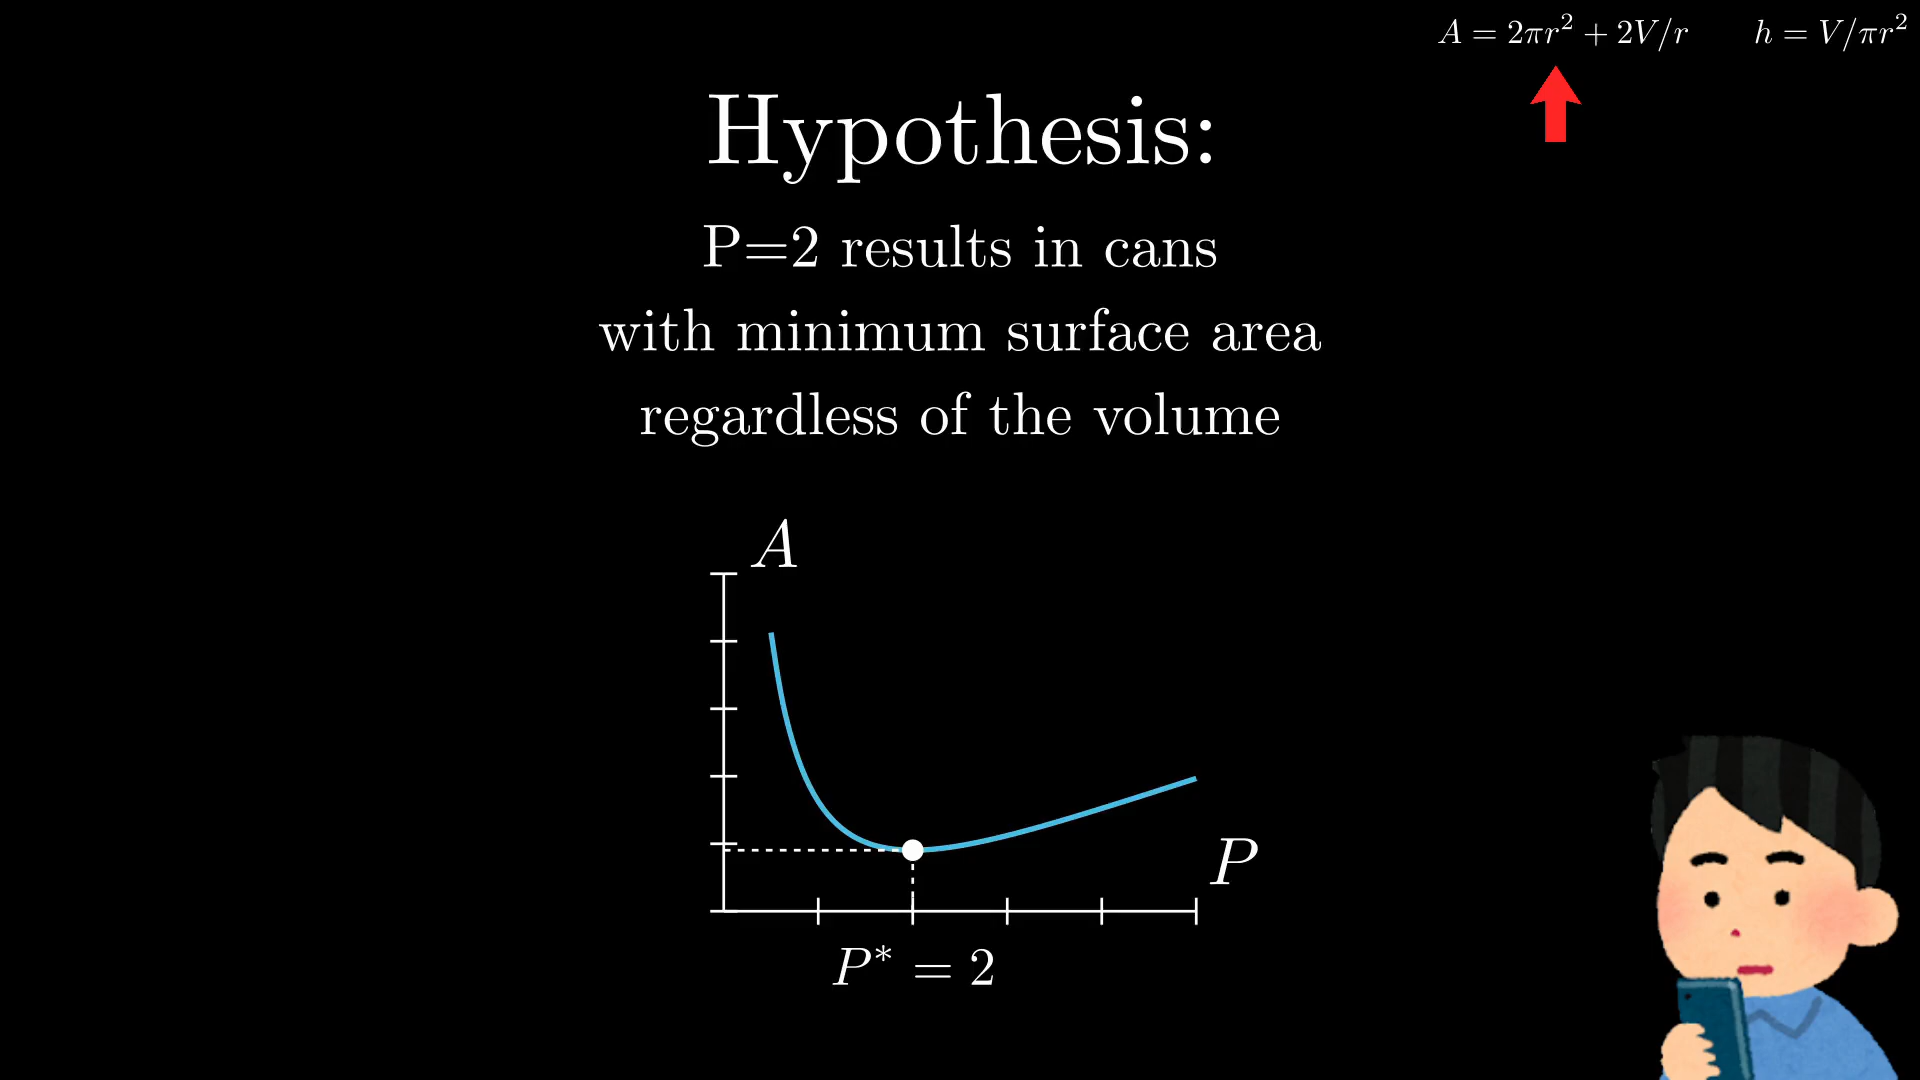 A = 2πr² + 2V/r    h = V/πr²
Hypothesis:
P=2 results in cans
with minimum surface area
regardless of the volume
A
P
P* = 2